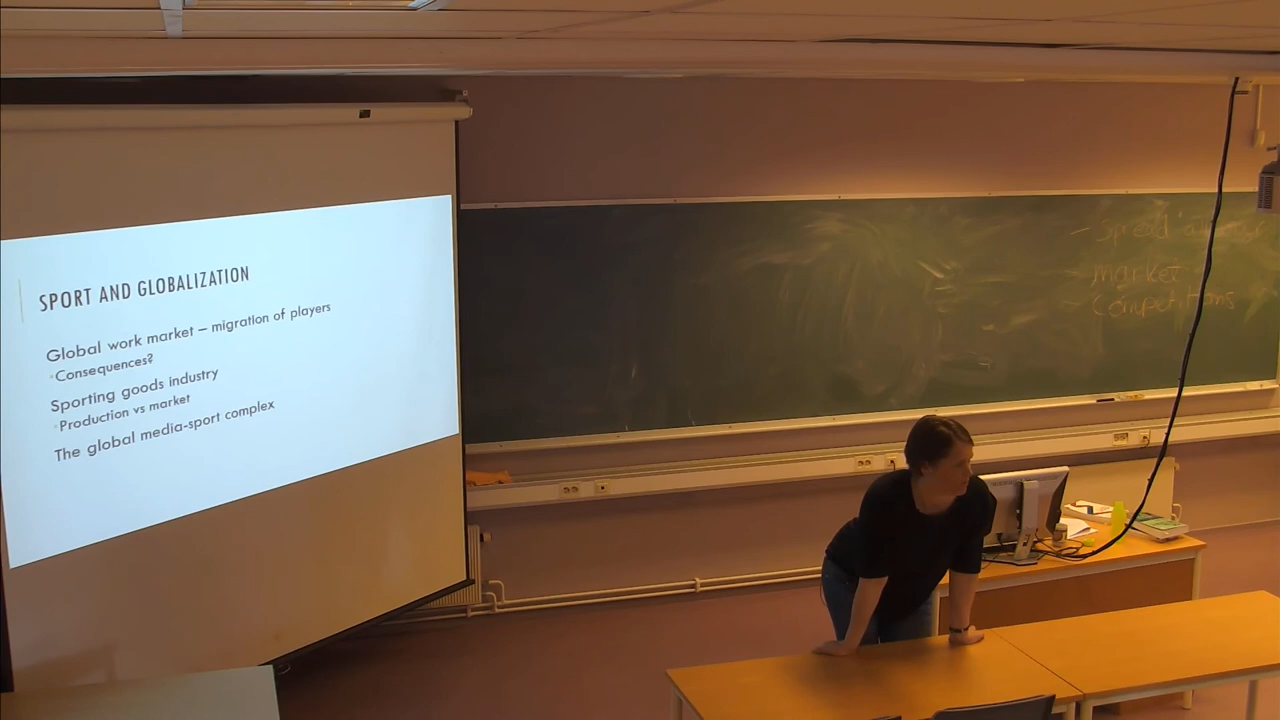 SPORT AND GLOBALIZATION
Global work market – migration of players
Consequences?
Sporting goods industry
Production vs market
The global media-sport complex
- Spread
market
- Competitions